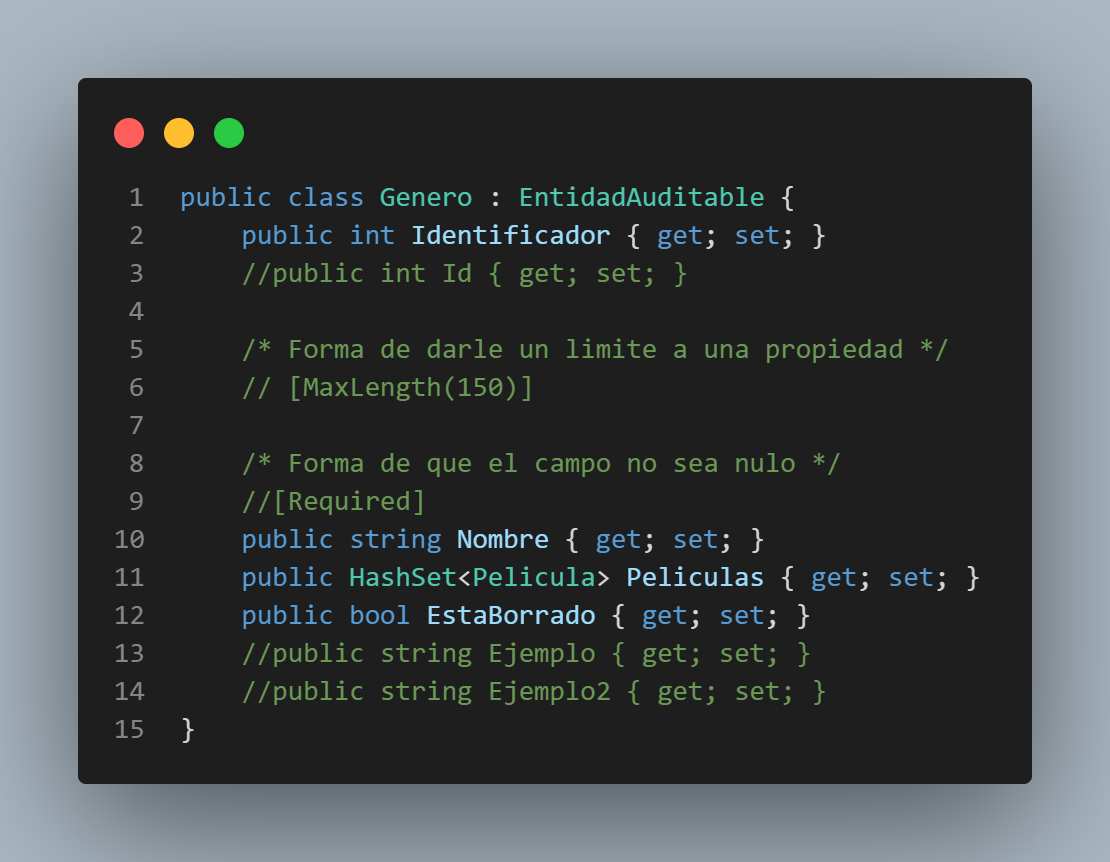 1 public class Genero : EntidadAuditable {
2     public int Identificador { get; set; }
3     //public int Id { get; set; }
4
5     /* Forma de darle un limite a una propiedad */
6     // [MaxLength(150)]
7
8     /* Forma de que el campo no sea nulo */
9     //[Required]
10     public string Nombre { get; set; }
11     public HashSet<Pelicula> Peliculas { get; set; }
12     public bool EstaBorrado { get; set; }
13     //public string Ejemplo { get; set; }
14     //public string Ejemplo2 { get; set; }
15 }